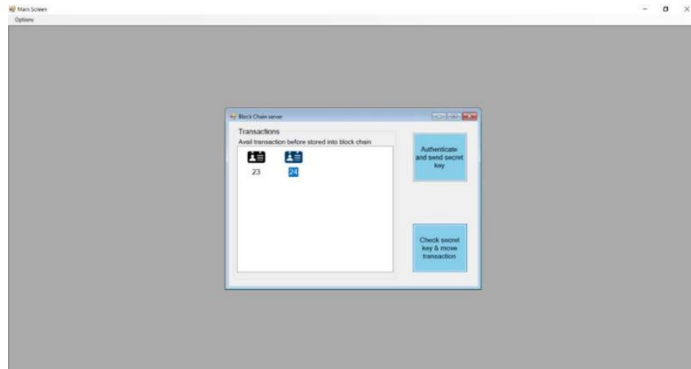 Main Screen
Options
Block Chain server
Transactions
Avail transaction before stored into block chain
23 24
Authenticate
and send secret
key
Check secret
key & move
transaction